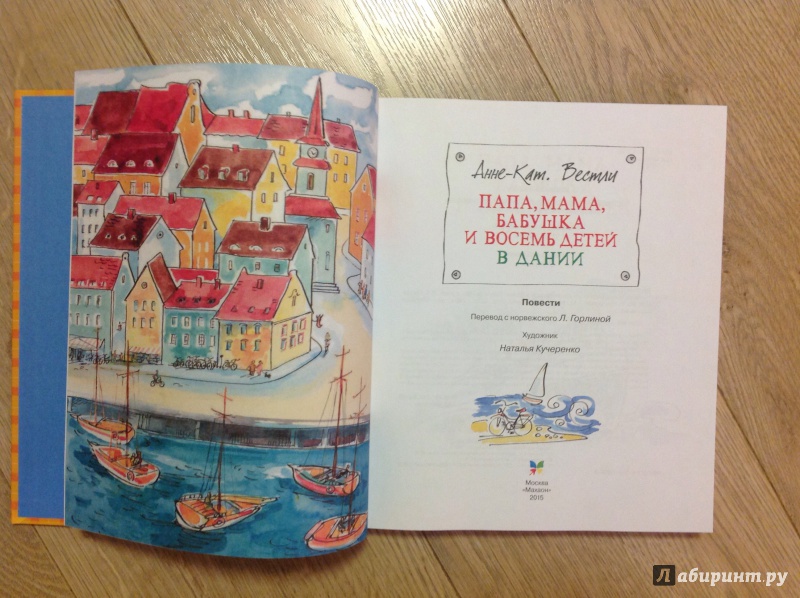 Анне-Кат. Вестли
ПАПА, МАМА,
БАБУШКА
И ВОСЕМЬ ДЕТЕЙ
В ДАНИИ
Повести
Перевод с норвежского Л. Горлиной
Художник
Наталья Кучеренко
Москва
«Махаон»
2015
Лабиринт.ру